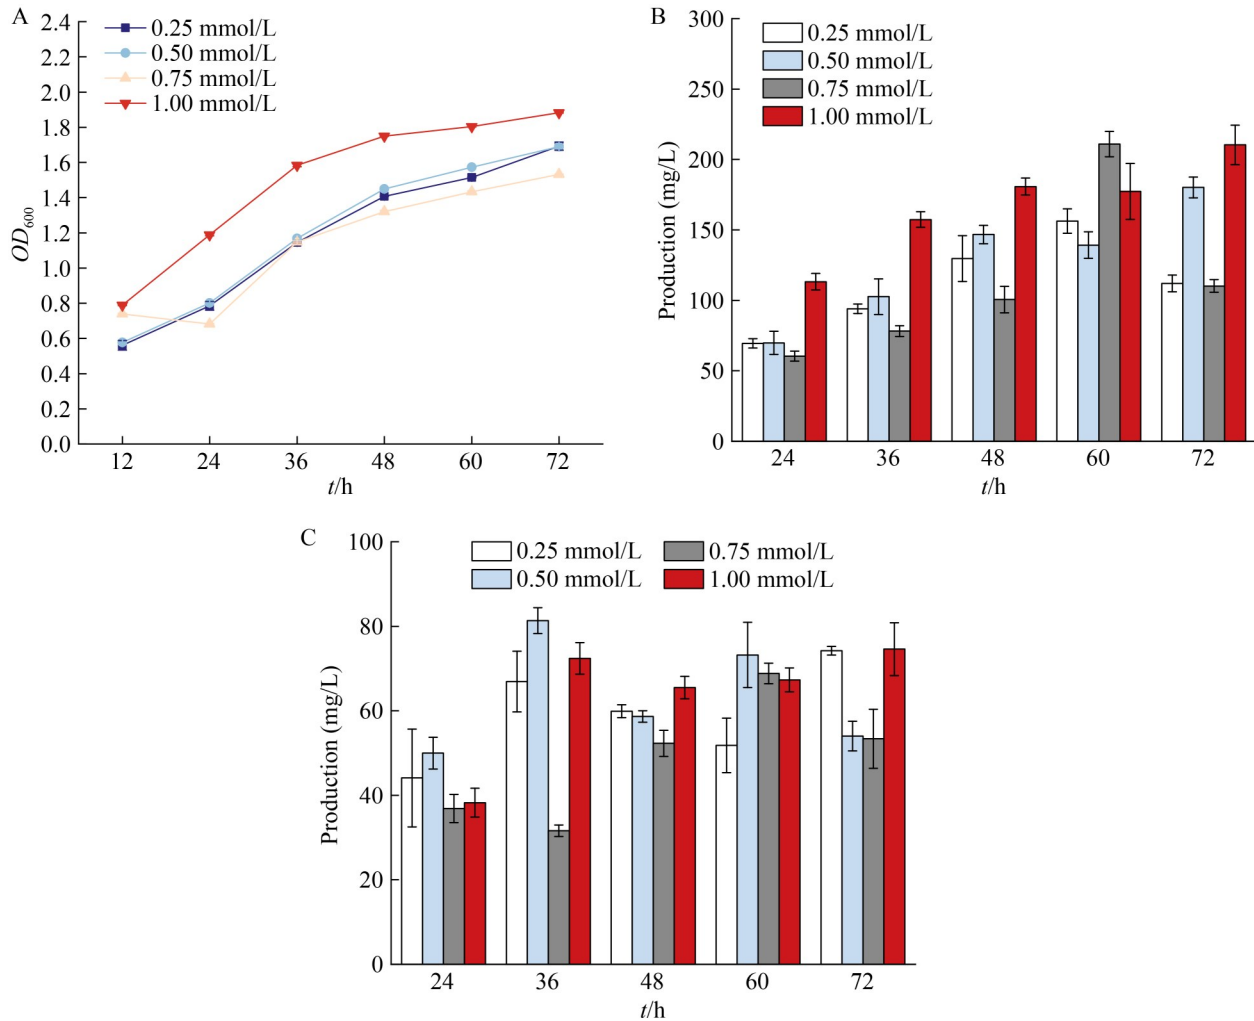 A
0.25 mmol/L
0.50 mmol/L
0.75 mmol/L
1.00 mmol/L
2.4
2.2
2.0
1.8
1.6
1.4
1.2
1.0
0.8
0.6
0.4
0.2
0.0
OD600
12 24 36 48 60 72
t/h
B
0.25 mmol/L
0.50 mmol/L
0.75 mmol/L
1.00 mmol/L
300
250
200
150
100
50
0
Production (mg/L)
24 36 48 60 72
t/h
C
0.25 mmol/L 0.75 mmol/L
0.50 mmol/L 1.00 mmol/L
100
80
60
40
20
0
Production (mg/L)
24 36 48 60 72
t/h